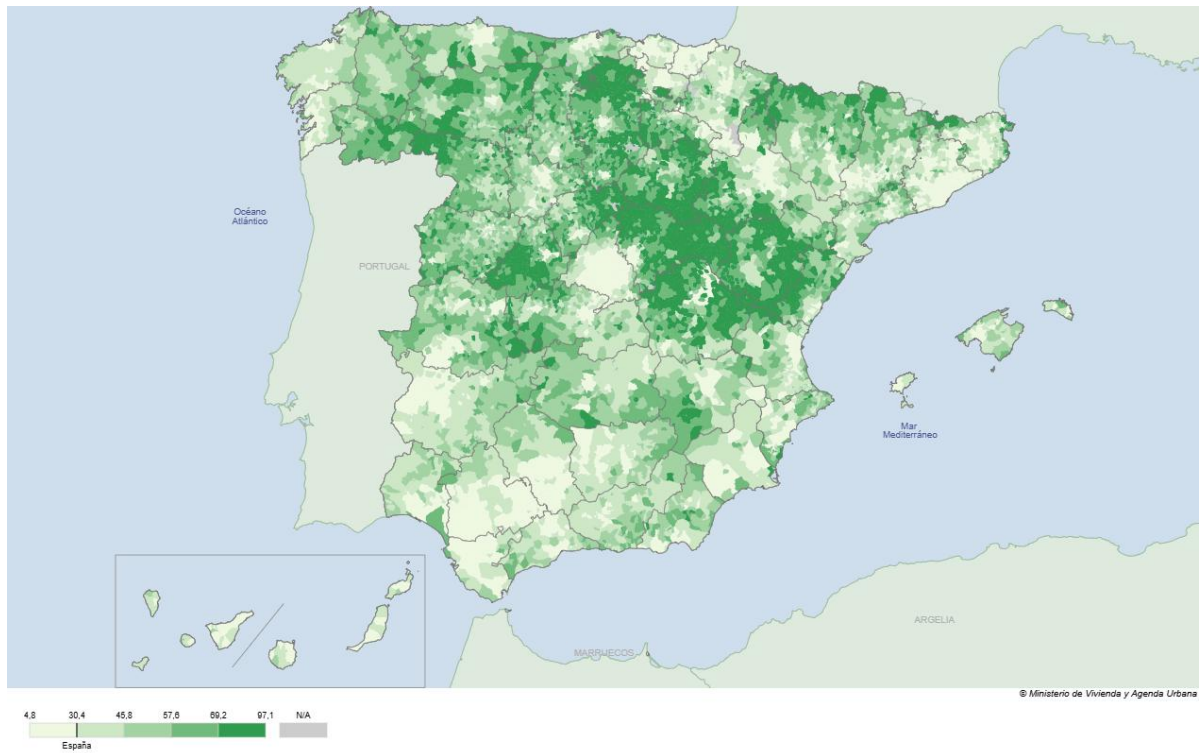 Océano
Atlántico
PORTUGAL
Mar
Mediterráneo
ARGELIA
MARRUECOS
© Ministerio de Vivienda y Agenda Urbana
4,8 30,4 45,8 57,6 69,2 97,1 N/A
España